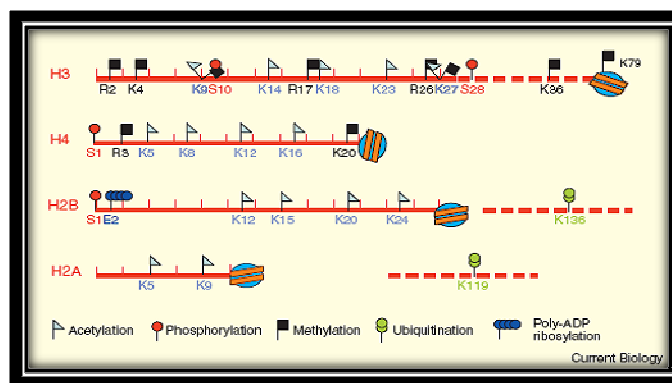 K79
H3
R2 K4 K9 S10 K14 R17 K18 K23 R26 K27 S28 K36
H4
S1 R3 K5 K8 K12 K16 K20
H2B
S1 E2 K12 K15 K20 K24 K136
H2A
K5 K9 K119
Acetylation Phosphorylation Methylation Ubiquitination Poly-ADP
ribosylation
Current Biology